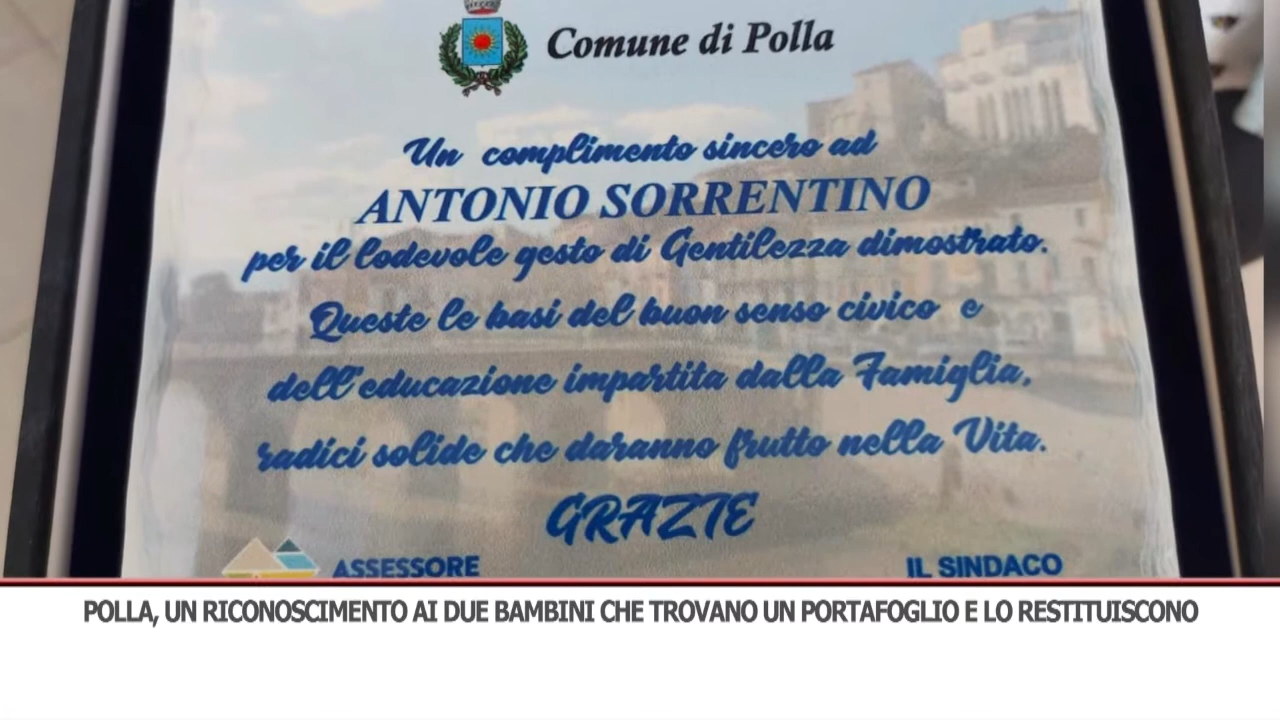 Comune di Polla
Un complimento sincero ad
ANTONIO SORRENTINO
per il lodevole gesto di Gentilezza dimostrato.
Queste le basi del buon senso civico e
dell'educazione impartita dalla Famiglia,
radici solide che daranno frutto nella Vita.
GRAZIE
ASSESSORE IL SINDACO
POLLA, UN RICONOSCIMENTO AI DUE BAMBINI CHE TROVANO UN PORTAFOGLIO E LO RESTITUISCONO